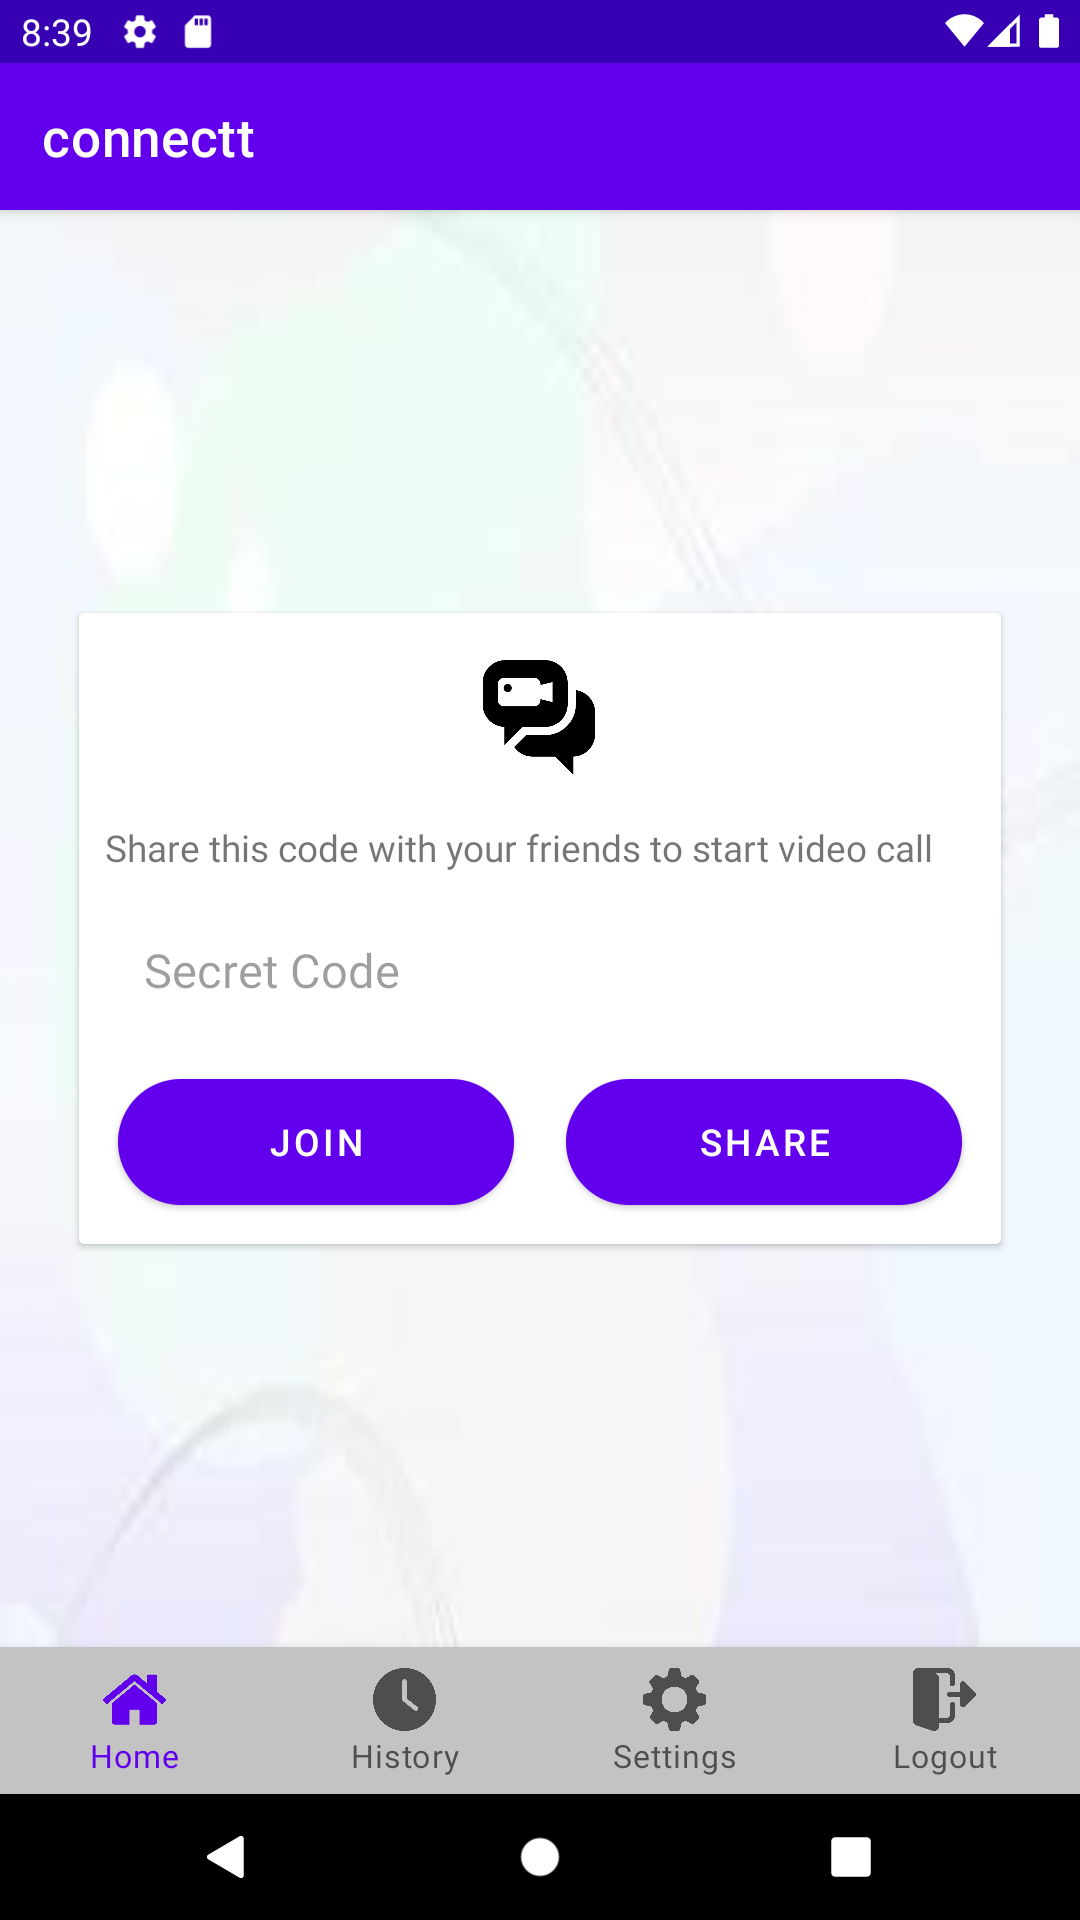 8:39
connectt
Share this code with your friends to start video call
Secret Code
JOIN SHARE
Home History Settings Logout